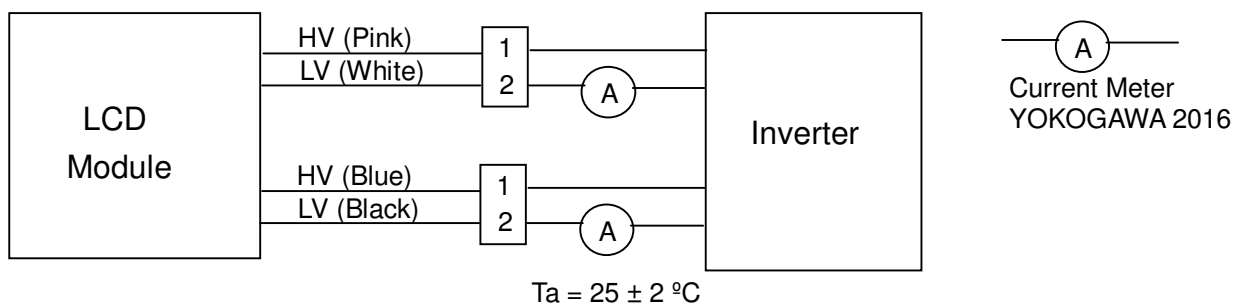 LCD
Module
HV (Pink)
LV (White)
1
2
A
HV (Blue)
LV (Black)
1
2
A
Inverter
A
Current Meter
YOKOGAWA 2016
Ta = 25 ± 2 ºC